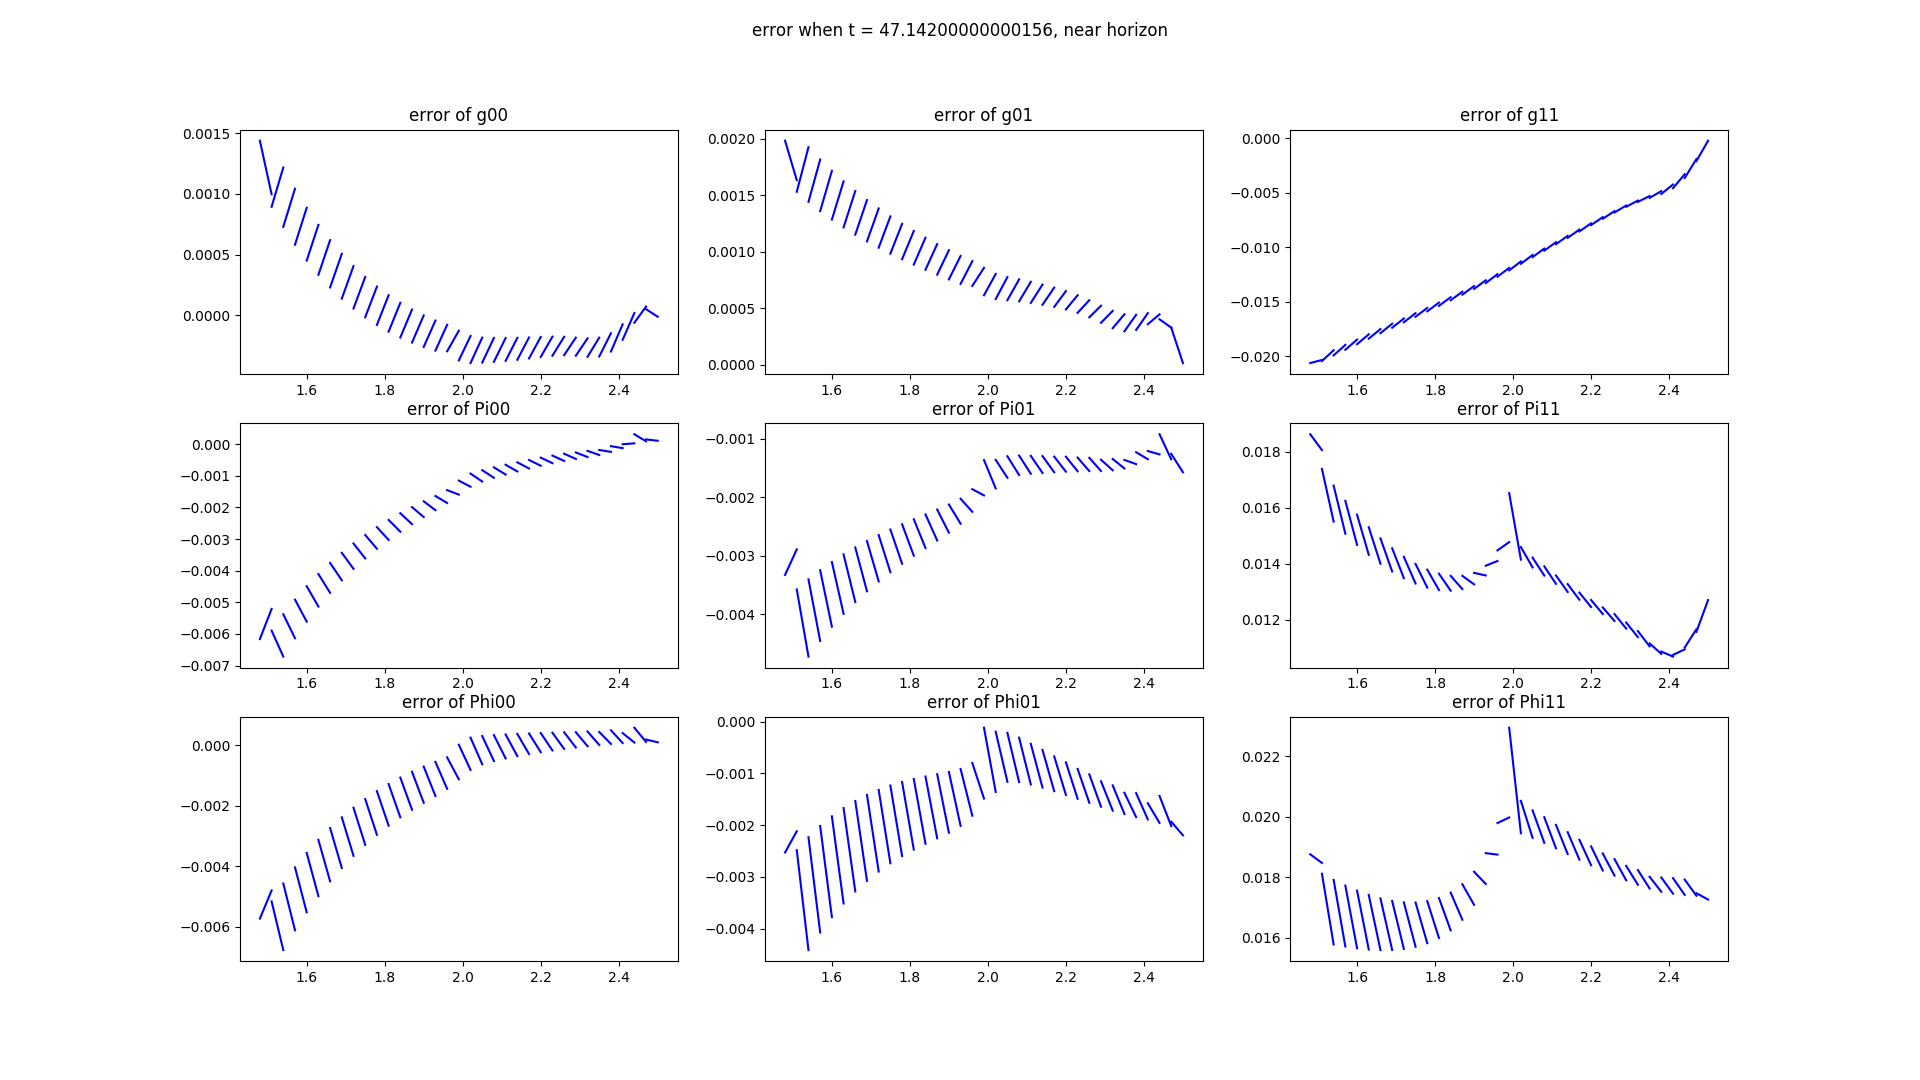 error when t = 47.14200000000156, near horizon
error of g00
0.0015
0.0010
0.0005
0.0000
1.6 1.8 2.0 2.2 2.4
error of g01
0.0020
0.0015
0.0010
0.0005
0.0000
1.6 1.8 2.0 2.2 2.4
error of g11
0.000
−0.005
−0.010
−0.015
−0.020
1.6 1.8 2.0 2.2 2.4
error of Pi00
0.000
−0.001
−0.002
−0.003
−0.004
−0.005
−0.006
−0.007
1.6 1.8 2.0 2.2 2.4
error of Pi01
−0.001
−0.002
−0.003
−0.004
1.6 1.8 2.0 2.2 2.4
error of Pi11
0.018
0.016
0.014
0.012
1.6 1.8 2.0 2.2 2.4
error of Phi00
0.000
−0.002
−0.004
−0.006
1.6 1.8 2.0 2.2 2.4
error of Phi01
0.000
−0.001
−0.002
−0.003
−0.004
1.6 1.8 2.0 2.2 2.4
error of Phi11
0.022
0.020
0.018
0.016
1.6 1.8 2.0 2.2 2.4